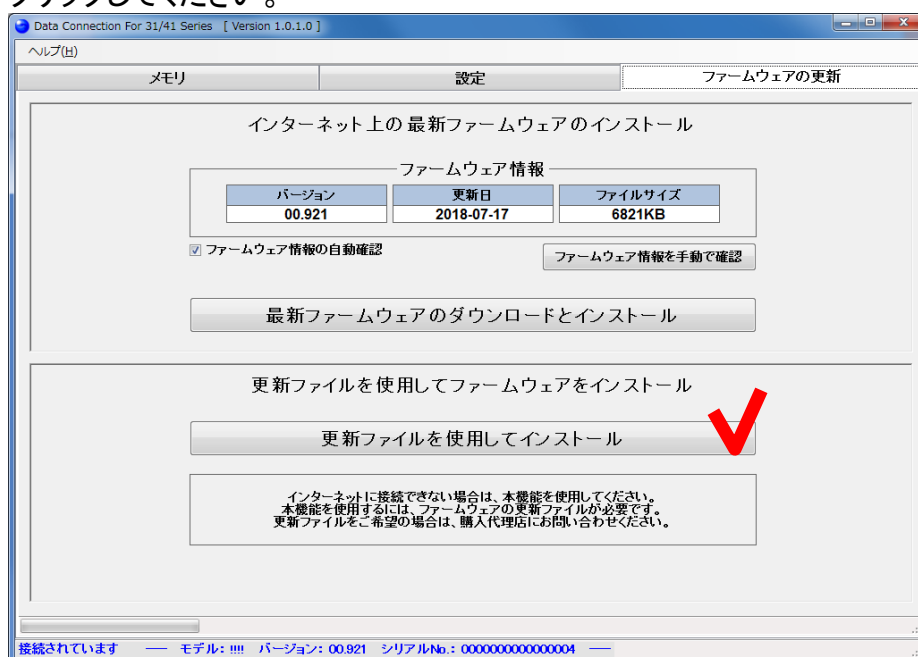 クリックしてください。
Data Connection For 31/41 Series [ Version 1.0.1.0 ]
ヘルプ(H)
メモリ 設定 ファームウェアの更新
インターネット上の最新ファームウェアのインストール
ファームウェア情報
バージョン 更新日 ファイルサイズ
00.921 2018-07-17 6821KB
ファームウェア情報の自動確認 ファームウェア情報を手動で確認
最新ファームウェアのダウンロードとインストール
更新ファイルを使用してファームウェアをインストール
更新ファイルを使用してインストール
インターネットに接続できない場合は、本機能を使用してください。
本機能を使用するには、ファームウェアの更新ファイルが必要です。
更新ファイルをご希望の場合は、購入代理店にお問い合わせください。
接続されています ── モデル: !!!! バージョン: 00.921 シリアルNo.: 0000000000000004 ──